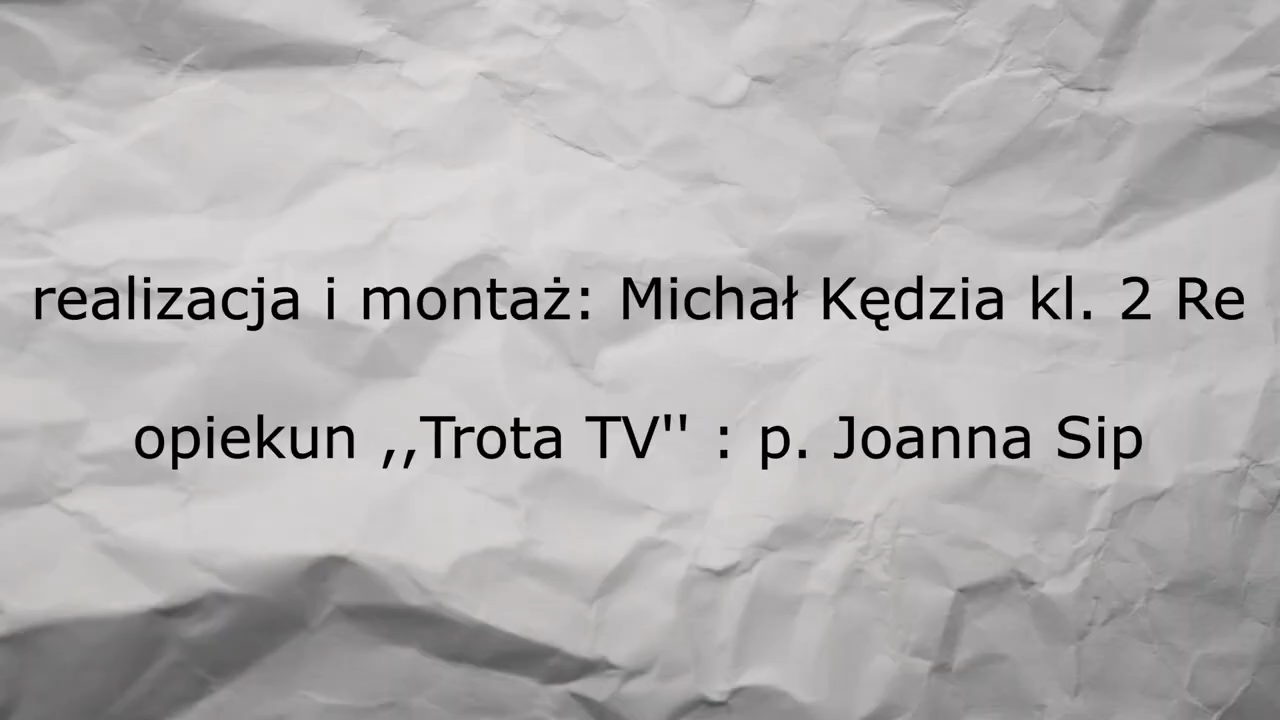 realizacja i montaż: Michał Kędzia kl. 2 Re
opiekun ,,Trota TV'' : p. Joanna Sip